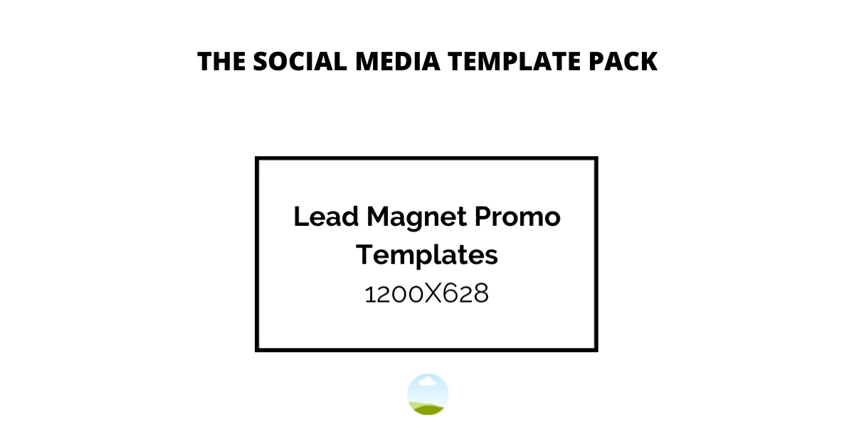 THE SOCIAL MEDIA TEMPLATE PACK
Lead Magnet Promo
Templates
1200X628